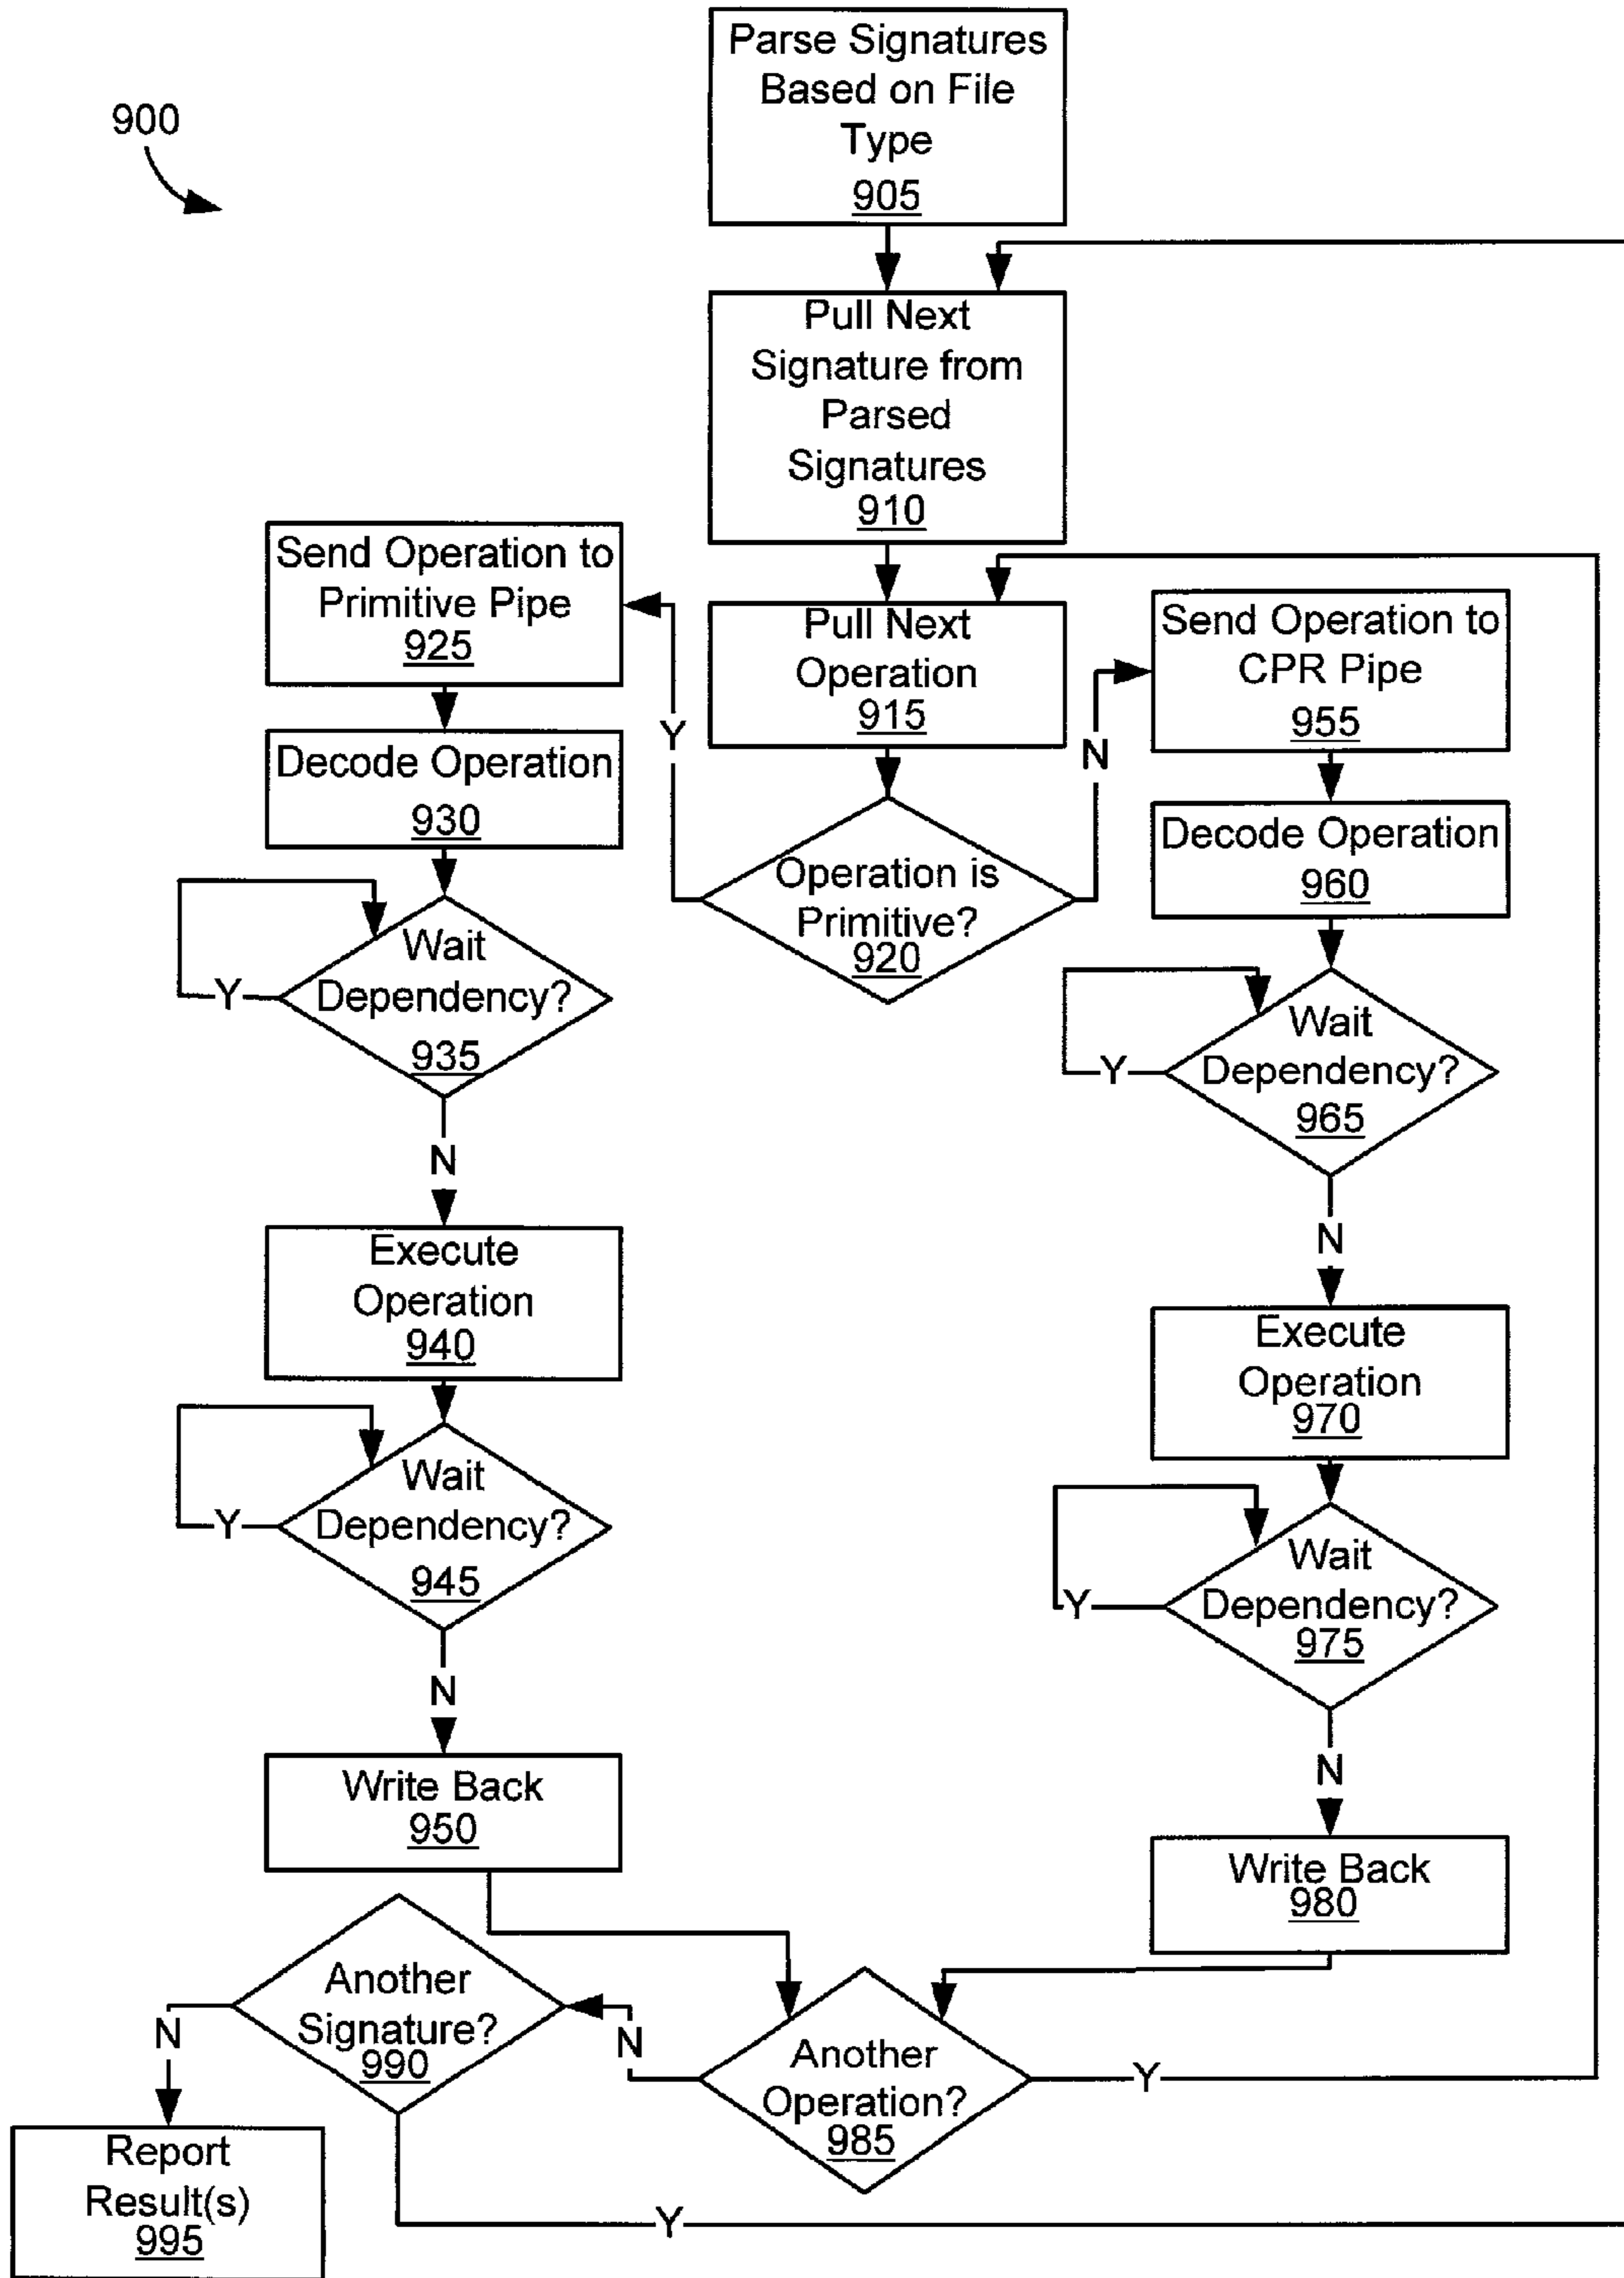 900
Parse Signatures
Based on File
Type
905
Pull Next
Signature from
Parsed
Signatures
910
Pull Next
Operation
915
Operation is
Primitive?
920
Y
N
Send Operation to
Primitive Pipe
925
Decode Operation
930
Wait
Dependency?
935
Y
N
Execute
Operation
940
Wait
Dependency?
945
Y
N
Write Back
950
Send Operation to
CPR Pipe
955
Decode Operation
960
Wait
Dependency?
965
Y
N
Execute
Operation
970
Wait
Dependency?
975
Y
N
Write Back
980
Another
Operation?
985
Y
N
Another
Signature?
990
Y
N
Report
Result(s)
995